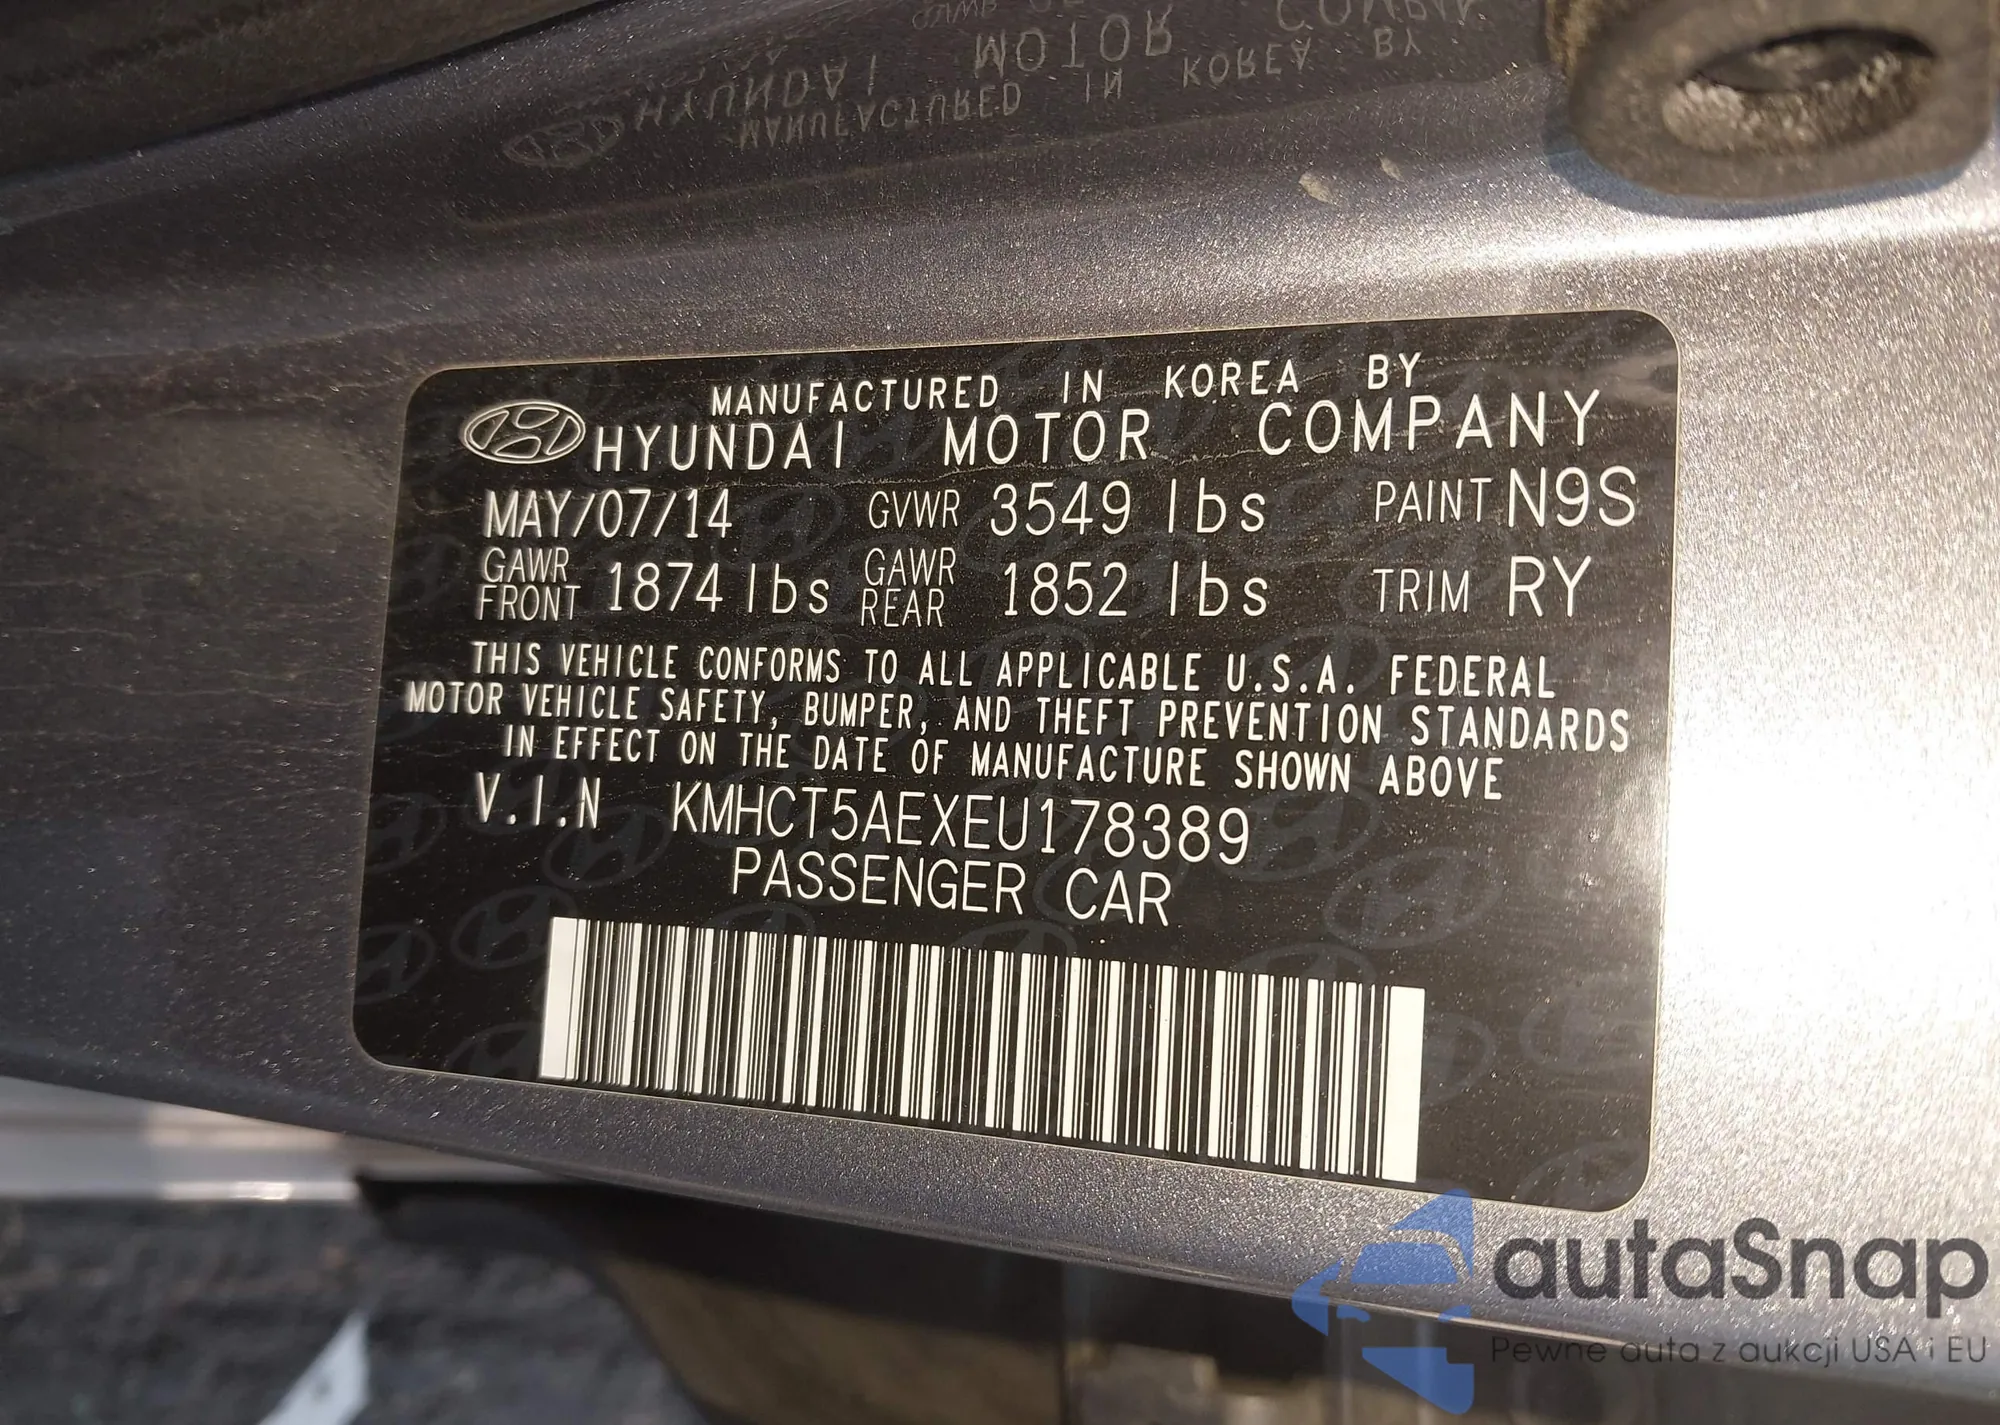 MANUFACTURED IN KOREA BY
HYUNDAI MOTOR COMPANY
MAY/07/14 GVWR 3549 lbs PAINT N9S
GAWR FRONT 1874 lbs GAWR REAR 1852 lbs TRIM RY
THIS VEHICLE CONFORMS TO ALL APPLICABLE U.S.A. FEDERAL
MOTOR VEHICLE SAFETY, BUMPER, AND THEFT PREVENTION STANDARDS
IN EFFECT ON THE DATE OF MANUFACTURE SHOWN ABOVE
V.I.N KMHCT5AEXEU178389
PASSENGER CAR
autaSnap
Pewne auta z aukcji USA i EU